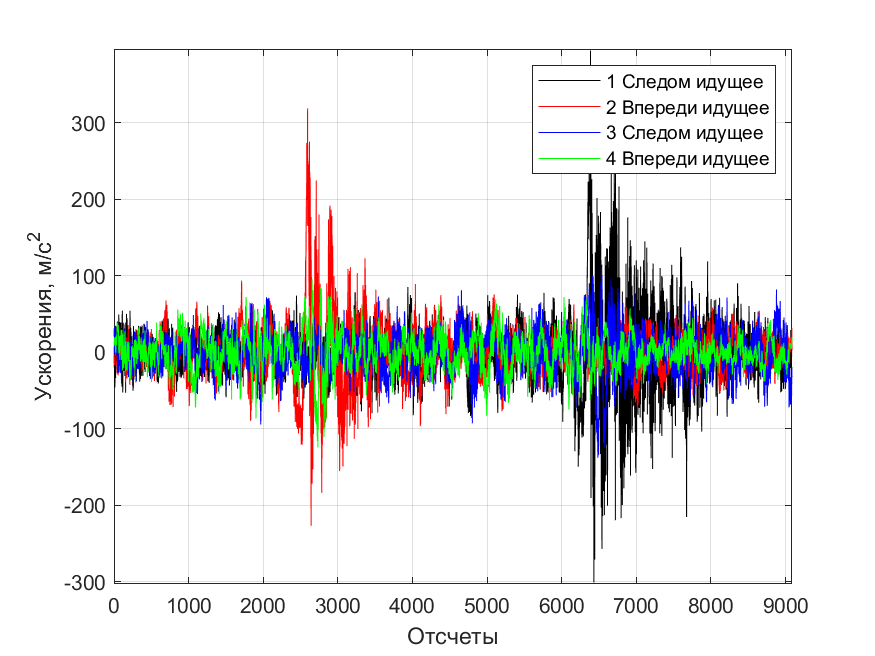 1 Следом идущее
2 Впереди идущее
3 Следом идущее
4 Впереди идущее
300
200
100
0
-100
-200
-300
Ускорения, м/с²
0 1000 2000 3000 4000 5000 6000 7000 8000 9000
Отсчеты